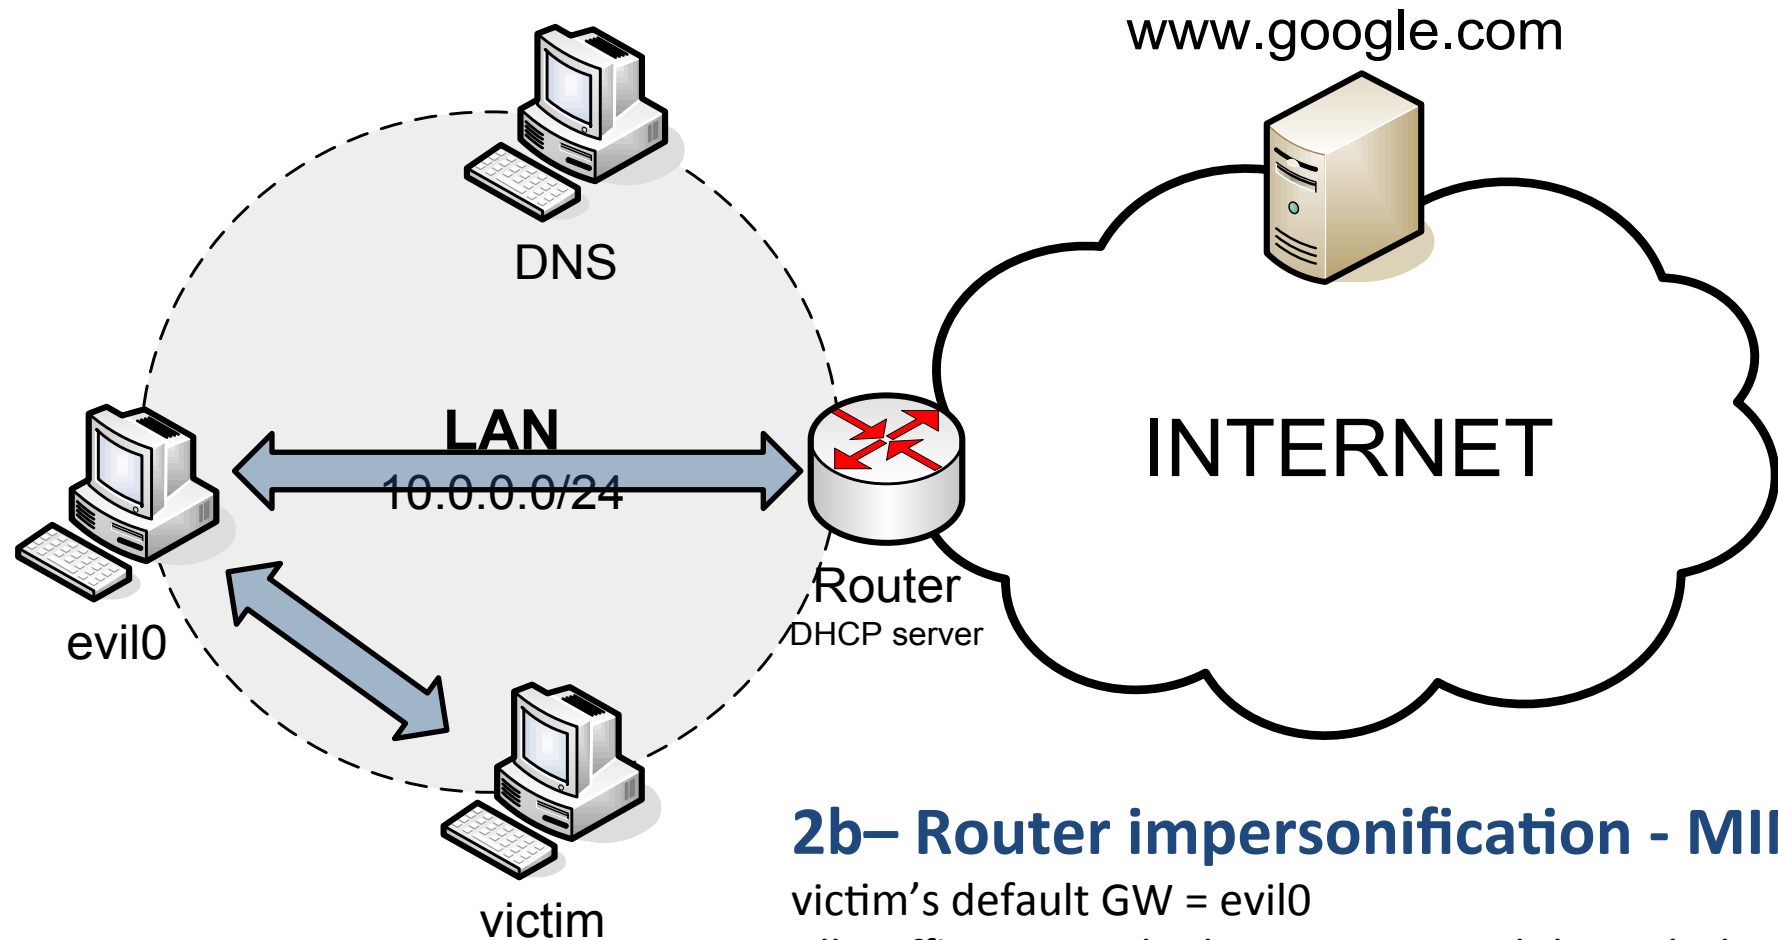 www.google.com
DNS
LAN
10.0.0.0/24
INTERNET
Router
DHCP server
evil0
victim
2b– Router impersonification - MI
victim's default GW = evil0